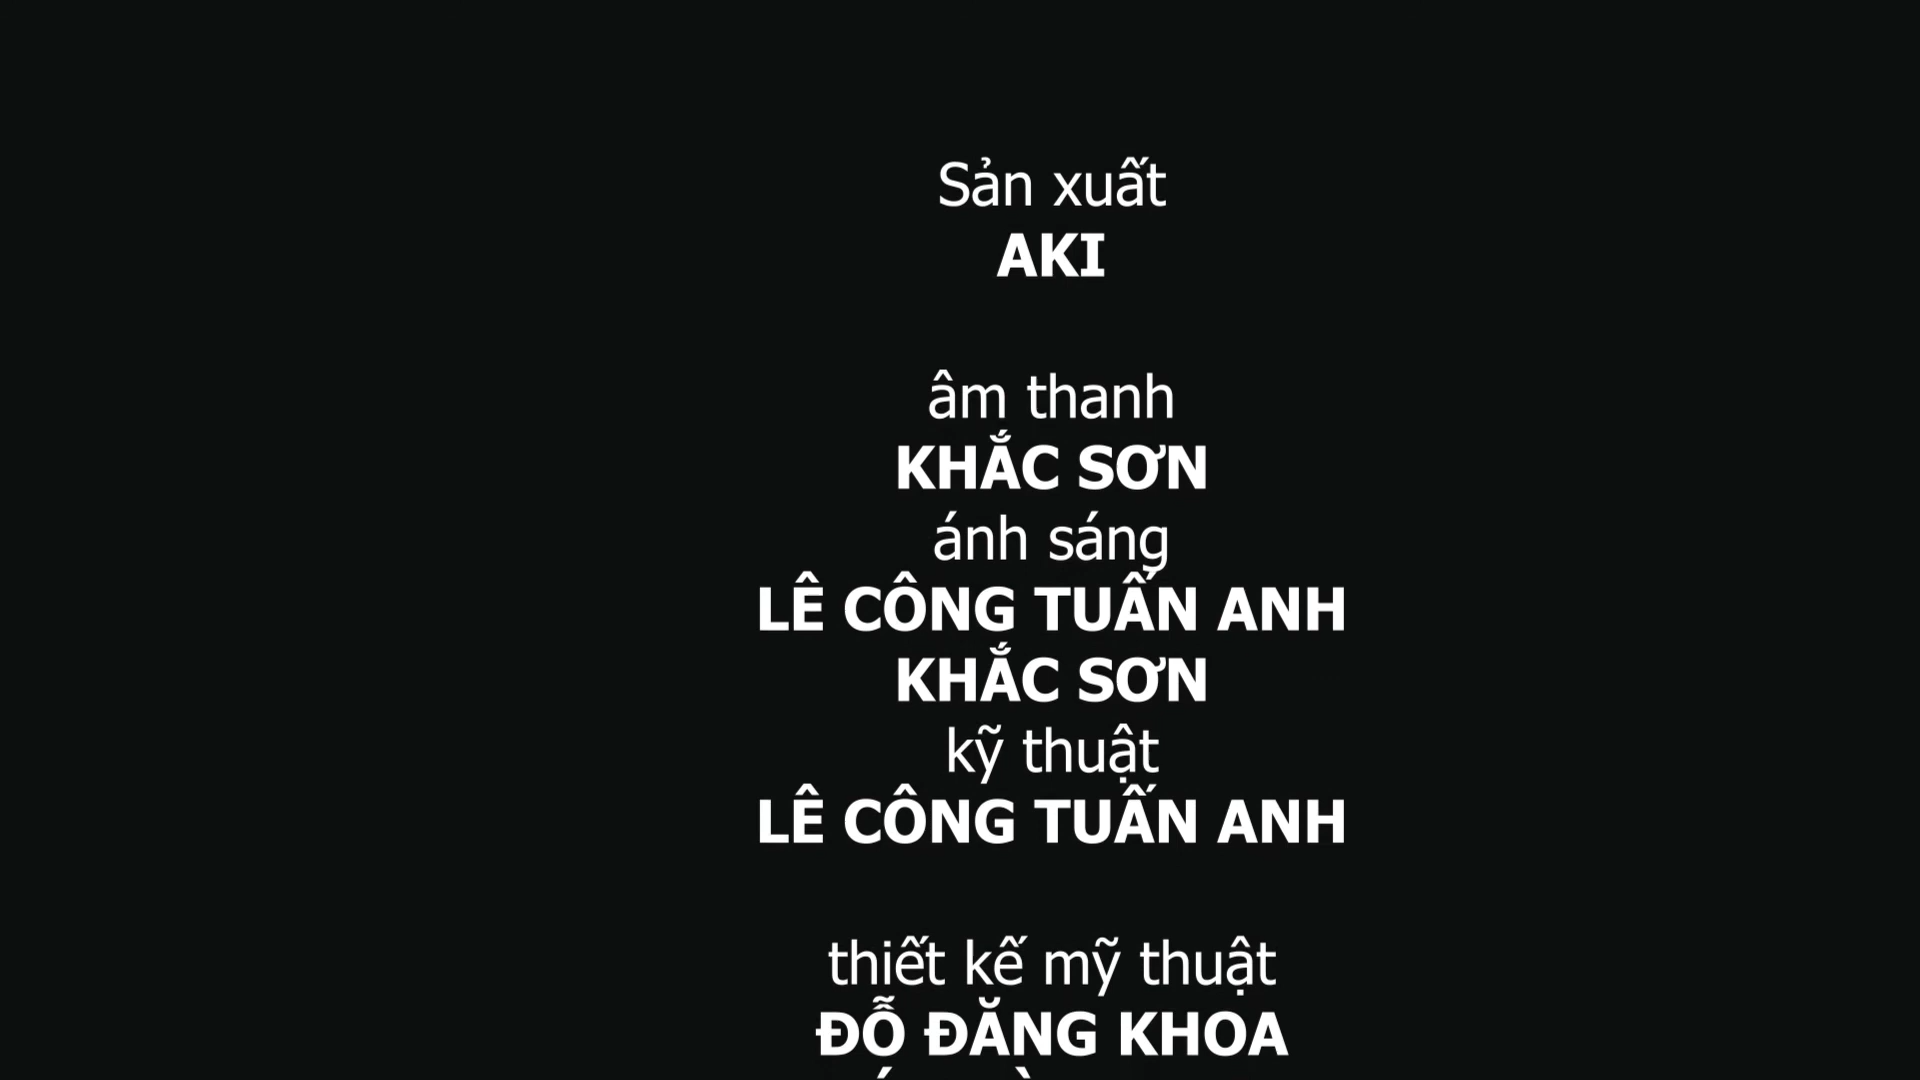 Sản xuất
AKI
âm thanh
KHẮC SƠN
ánh sáng
LÊ CÔNG TUẤN ANH
KHẮC SƠN
kỹ thuật
LÊ CÔNG TUẤN ANH
thiết kế mỹ thuật
ĐỖ ĐĂNG KHOA